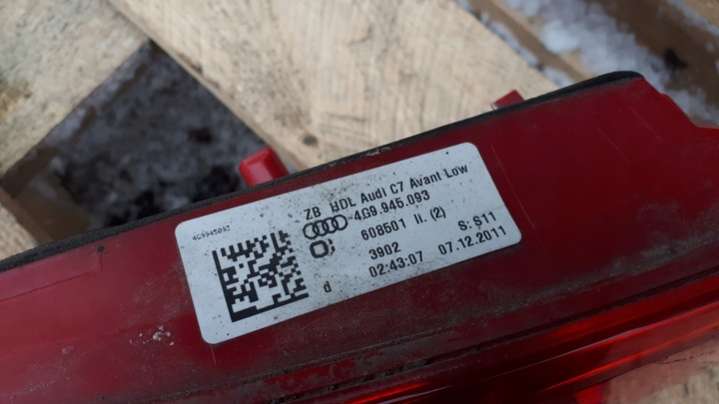 ZB HDL Audi C7 Avant Low
4G9.945.093
608501 II. (2)
3902 S: S11
02:43:07 07.12.2011
4G9945093
d